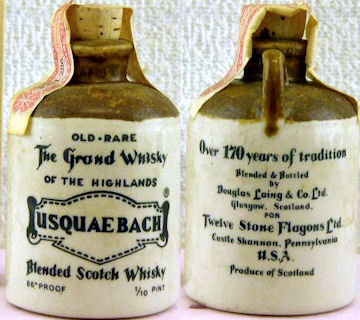 OLD·RARE
The Grand Whisky
OF THE HIGHLANDS
USQUAEBACH ®
Blended Scotch Whisky
86° PROOF 1/10 PINT
Over 170 years of tradition
Blended & Bottled
by
Douglas Laing & Co. Ltd.
Glasgow, Scotland.
FOR
Twelve Stone Flagons Ltd.
Castle Shannon, Pennsylvania
U.S.A.
Produce of Scotland